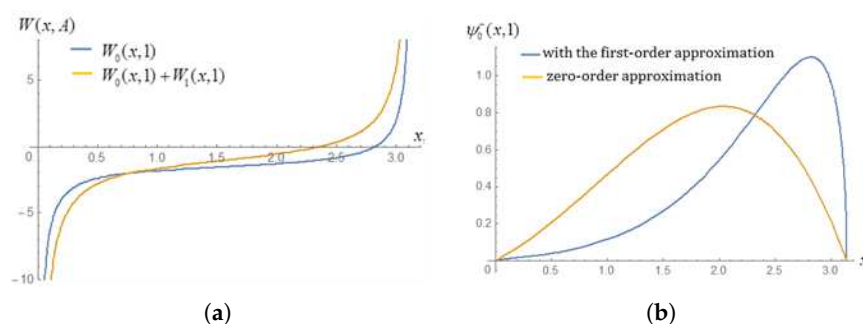 W(x, A)
W₀(x,1)
W₀(x,1) + W₁(x,1)
5
0
0.5
1.0
1.5
2.0
2.5
3.0
x
−5
−10
(a)
ψ₀⁻(x,1)
with the first-order approximation
zero-order approximation
1.0
0.8
0.6
0.4
0.2
0
0.5
1.0
1.5
2.0
2.5
3.0
x
(b)